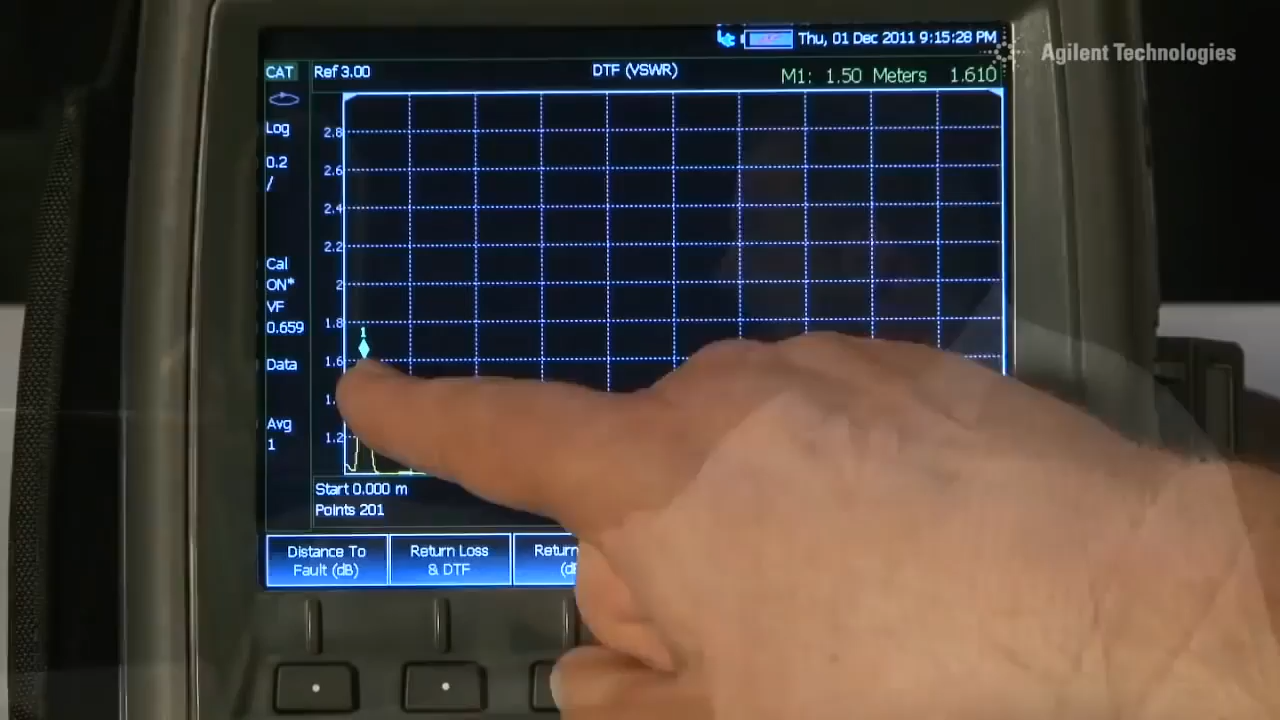 Thu, 01 Dec 2011 9:15:28 PM
Agilent Technologies
CAT
Ref 3.00
DTF (VSWR)
M1: 1.50 Meters 1.610
Log
0.2
/
Cal
ON*
VF
0.659
Data
Avg
1
2.8
2.6
2.4
2.2
2
1.8
1
1.6
1.2
Start 0.000 m
Points 201
Distance To
Fault (dB)
Return Loss
& DTF
Return